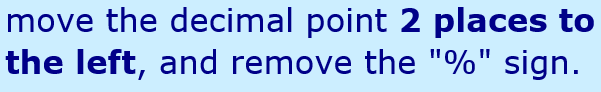 move the decimal point 2 places to
the left, and remove the "%" sign.